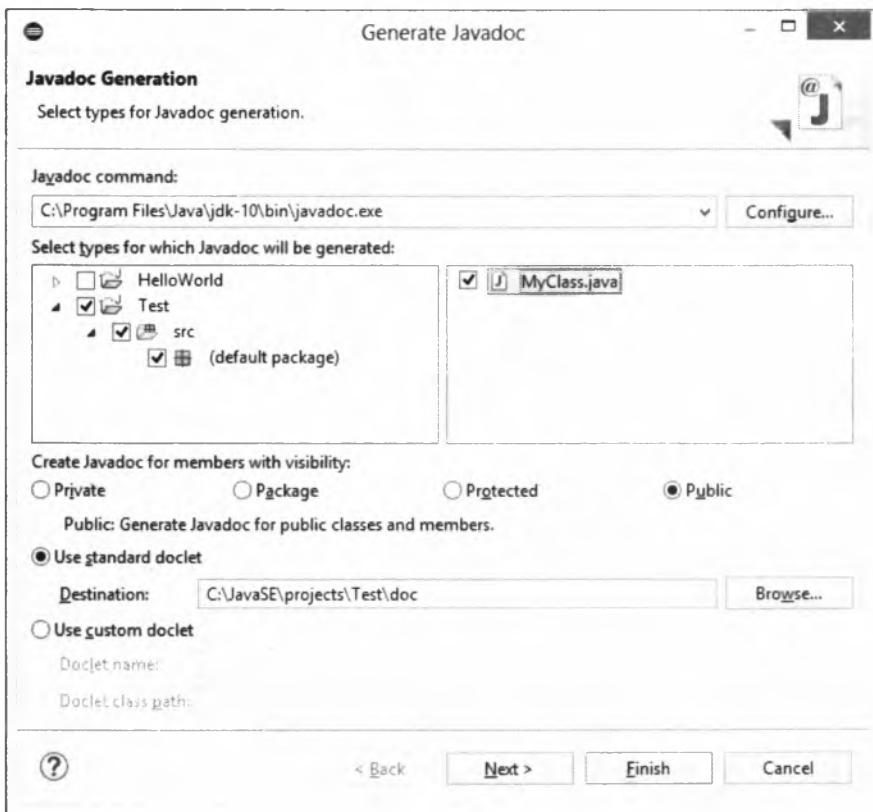 Generate Javadoc
Javadoc Generation
Select types for Javadoc generation.
@
J
Javadoc command:
C:\Program Files\Java\jdk-10\bin\javadoc.exe
Configure...
Select types for which Javadoc will be generated:
HelloWorld
J MyClass.java
Test
src
(default package)
Create Javadoc for members with visibility:
Private Package Protected Public
Public: Generate Javadoc for public classes and members.
Use standard doclet
Destination: C:\JavaSE\projects\Test\doc Browse...
Use custom doclet
Doclet name:
Doclet class path:
? < Back Next > Finish Cancel